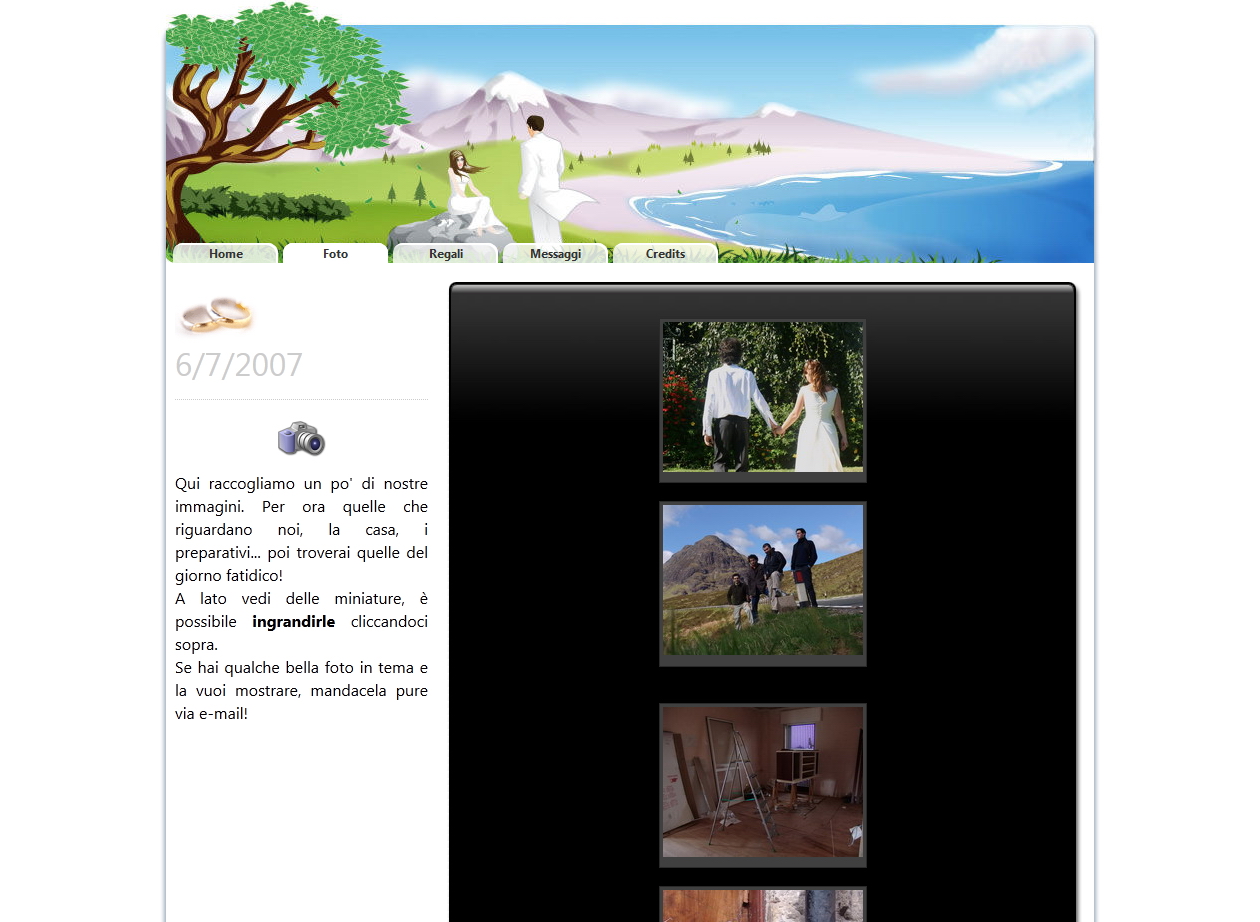 Home
Foto
Regali
Messaggi
Credits
6/7/2007
Qui raccogliamo un po' di nostre
immagini. Per ora quelle che
riguardano noi, la casa, i
preparativi... poi troverai quelle del
giorno fatidico!
A lato vedi delle miniature, è
possibile ingrandirle cliccandoci
sopra.
Se hai qualche bella foto in tema e
la vuoi mostrare, mandacela pure
via e-mail!